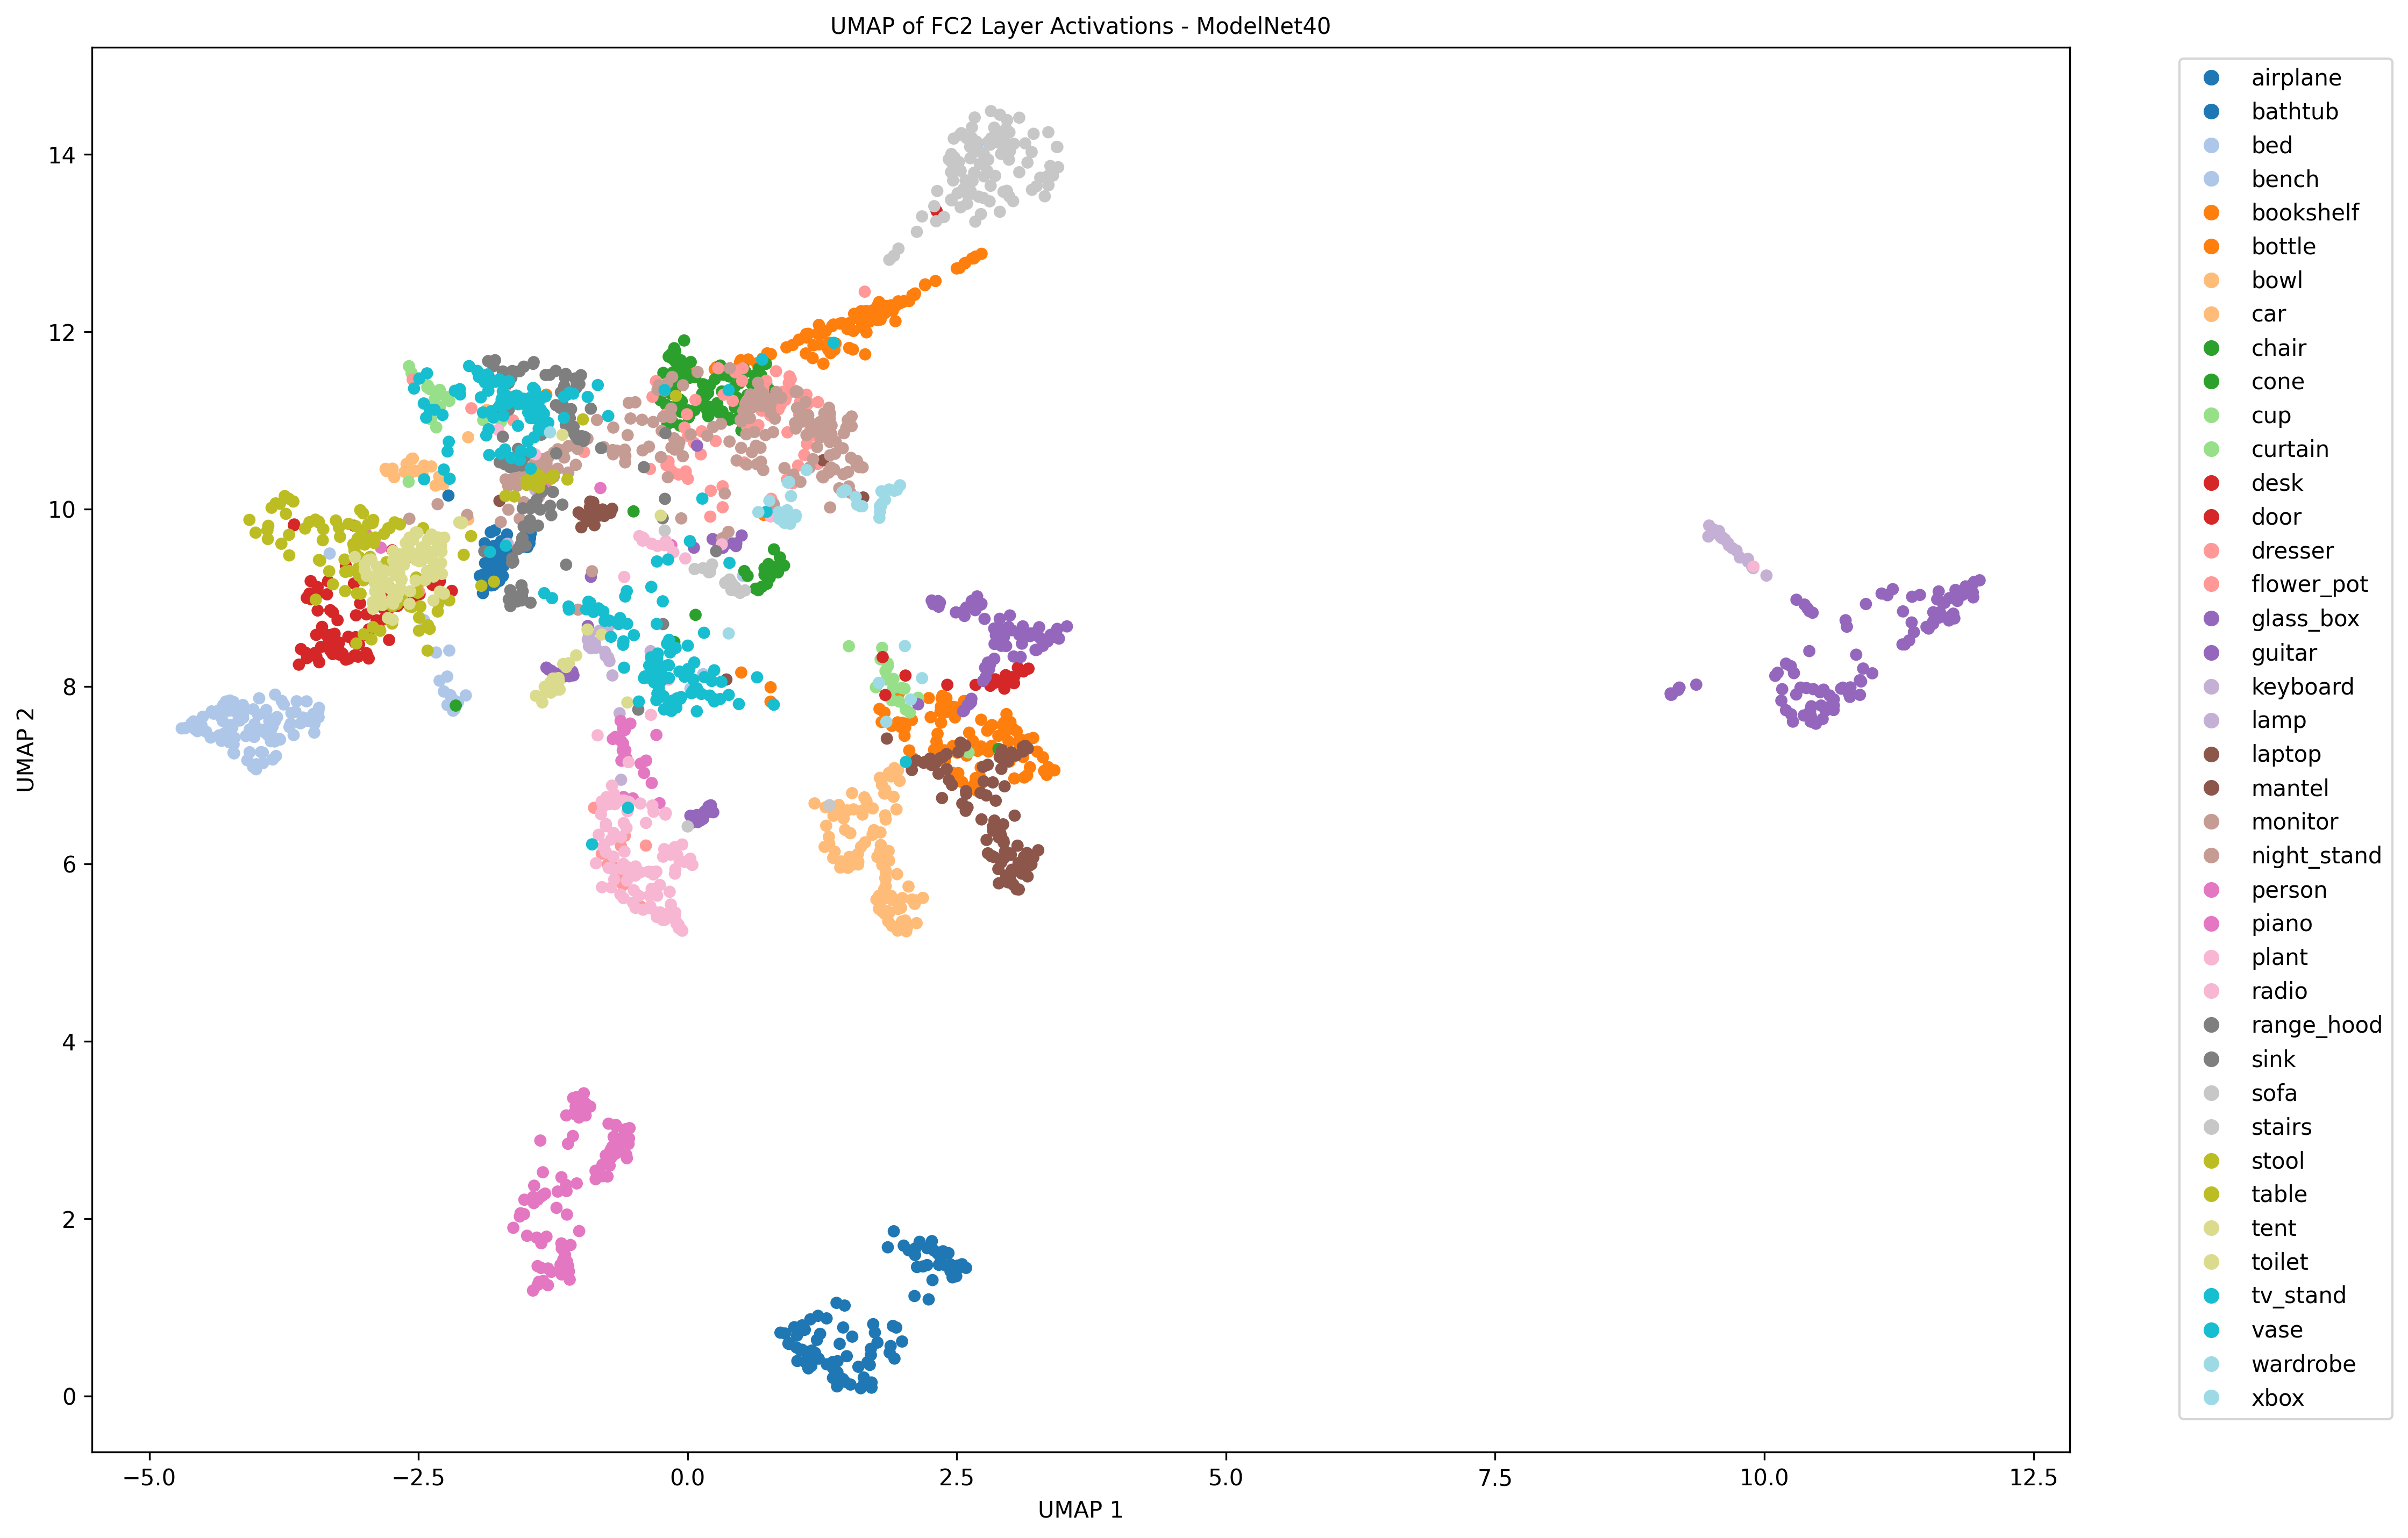 UMAP of FC2 Layer Activations - ModelNet40
14
12
10
8
6
4
2
0
UMAP 2
−5.0
−2.5
0.0
2.5
5.0
7.5
10.0
12.5
UMAP 1
airplane
bathtub
bed
bench
bookshelf
bottle
bowl
car
chair
cone
cup
curtain
desk
door
dresser
flower_pot
glass_box
guitar
keyboard
lamp
laptop
mantel
monitor
night_stand
person
piano
plant
radio
range_hood
sink
sofa
stairs
stool
table
tent
toilet
tv_stand
vase
wardrobe
xbox